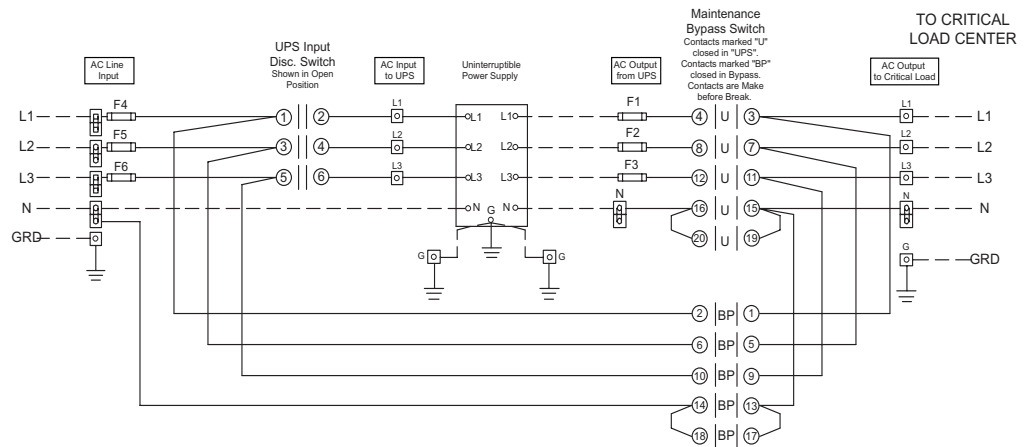 Maintenance
Bypass Switch
Contacts marked "U"
closed in "UPS".
Contacts marked "BP"
closed in Bypass.
Contacts are Make
before Break.
TO CRITICAL
LOAD CENTER
UPS Input
Disc. Switch
Shown in Open
Position
AC Line
Input
AC Input
to UPS
Uninterruptible
Power Supply
AC Output
from UPS
AC Output
to Critical Load
L1 F4 1 2 L1 L1 L1 F1 4 U 3 L1 L1
L2 F5 3 4 L2 L2 L2 F2 8 U 7 L2 L2
L3 F6 5 6 L3 L3 L3 F3 12 U 11 L3 L3
N N G N N 16 U 15 N N
GRD 20 U 19
G G G GRD
2 BP 1
6 BP 5
10 BP 9
14 BP 13
18 BP 17